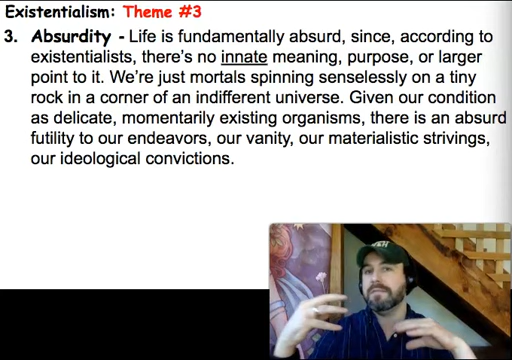 Existentialism: Theme #3
3. Absurdity - Life is fundamentally absurd, since, according to
existentialists, there's no innate meaning, purpose, or larger
point to it. We're just mortals spinning senselessly on a tiny
rock in a corner of an indifferent universe. Given our condition
as delicate, momentarily existing organisms, there is an absurd
futility to our endeavors, our vanity, our materialistic strivings,
our ideological convictions.